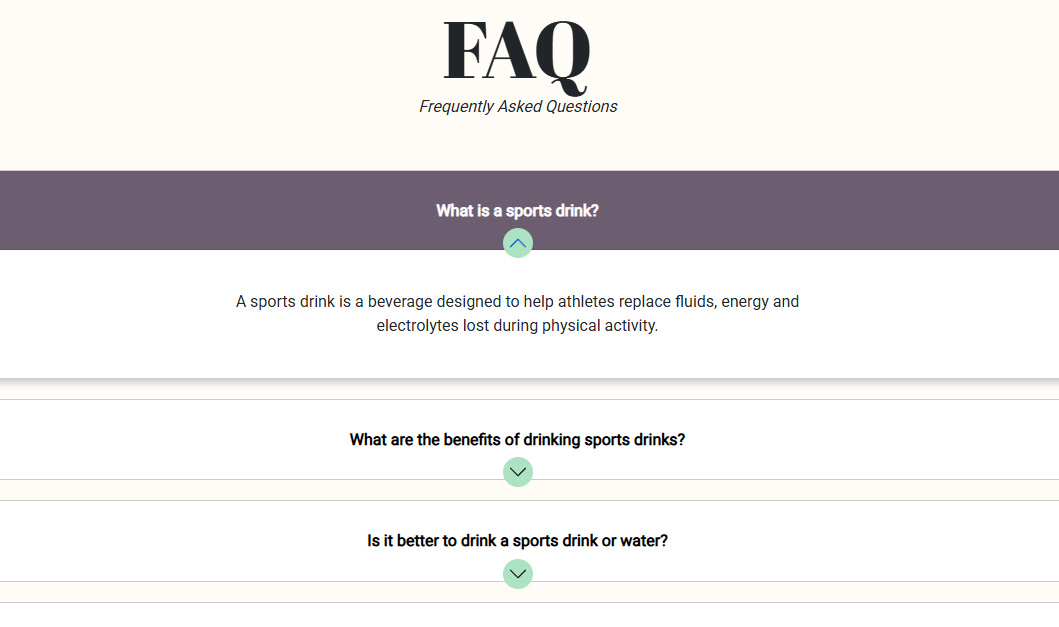 FAQ
Frequently Asked Questions
What is a sports drink?
A sports drink is a beverage designed to help athletes replace fluids, energy and
electrolytes lost during physical activity.
What are the benefits of drinking sports drinks?
Is it better to drink a sports drink or water?